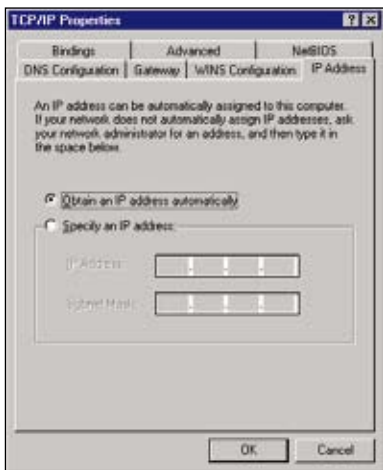 TCP/IP Properties
Bindings Advanced NetBIOS
DNS Configuration Gateway WINS Configuration IP Address
An IP address can be automatically assigned to this computer.
If your network does not automatically assign IP addresses, ask
your network administrator for an address, and then type it in
the space below.
Obtain an IP address automatically
Specify an IP address:
IP Address:
Subnet Mask:
OK Cancel